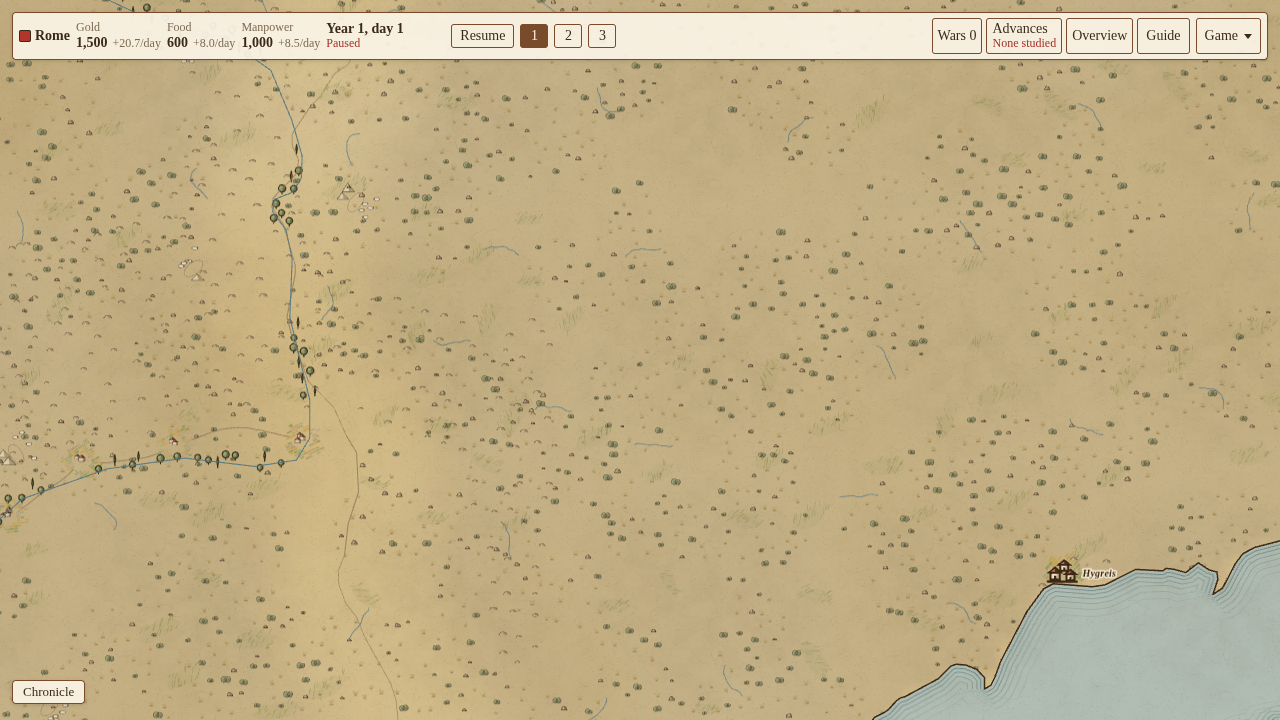 Rome
Gold
1,500 +20.7/day
Food
600 +8.0/day
Manpower
1,000 +8.5/day
Year 1, day 1
Paused
Resume
1
2
3
Wars 0
Advances
None studied
Overview
Guide
Game
Hygreis
Chronicle